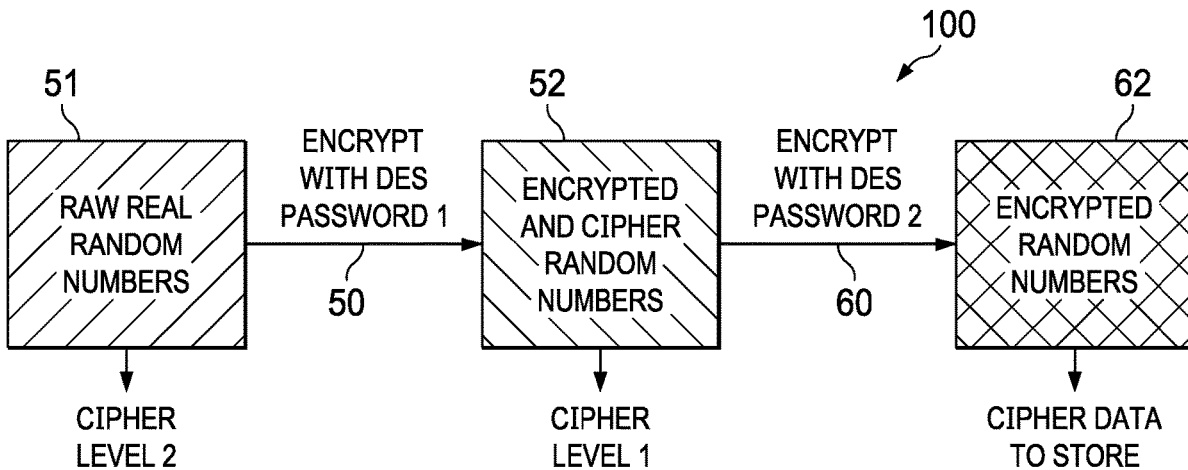 100
51
52
62
RAW REAL
RANDOM
NUMBERS
ENCRYPT
WITH DES
PASSWORD 1
50
ENCRYPTED
AND CIPHER
RANDOM
NUMBERS
ENCRYPT
WITH DES
PASSWORD 2
60
ENCRYPTED
RANDOM
NUMBERS
CIPHER
LEVEL 2
CIPHER
LEVEL 1
CIPHER DATA
TO STORE